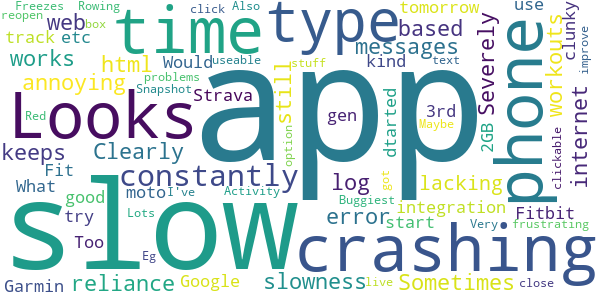 Freezes Rowing click Also tomorrow use
reopen web box time type based clunky
track etc messages
works html Would kind
annoying problems useable stuff Severely
Snapshot Strava still text
Looks app phone workouts
Red gen 3rd Maybe 2GB internet improve
Clearly option dtarted
keeps constantly log clickable
What Fit moto I've Activity got lacking
good Lots Buggiest integration Fitbit
try error start Very frustrating
Too slow crashing
Eg slowness
Garmin reliance Google live Sometimes close